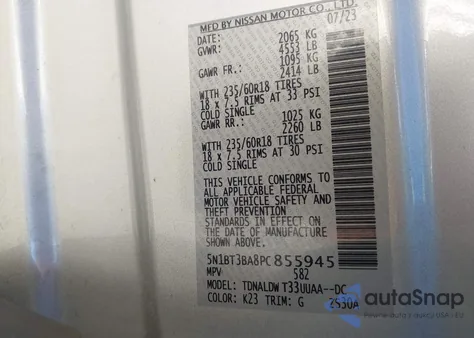 MFD BY NISSAN MOTOR CO., LTD.
DATE: 07/23
GVWR: 2065 KG
4553 LB
GAWR FR.: 1095 KG
2414 LB
WITH 235/60R18 TIRES
18 x 7.5 RIMS AT 33 PSI
COLD SINGLE
GAWR RR.: 1025 KG
2260 LB
WITH 235/60R18 TIRES
18 x 7.5 RIMS AT 30 PSI
COLD SINGLE
THIS VEHICLE CONFORMS TO
ALL APPLICABLE FEDERAL
MOTOR VEHICLE SAFETY AND
THEFT PREVENTION
STANDARDS IN EFFECT ON
THE DATE OF MANUFACTURE
SHOWN ABOVE.
5N1BT3BA8PC855945
MPV 582
MODEL: TDNALDW T33UUAA--DC
COLOR: K23 TRIM: G 2S30A
autoSnap